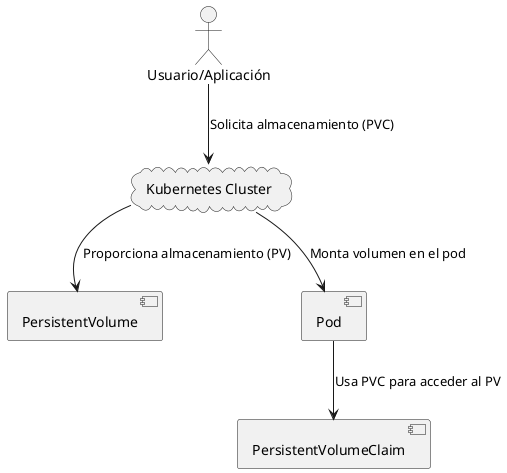 Usuario/Aplicación
Solicita almacenamiento (PVC)
Kubernetes Cluster
Proporciona almacenamiento (PV)
Monta volumen en el pod
PersistentVolume
Pod
Usa PVC para acceder al PV
PersistentVolumeClaim